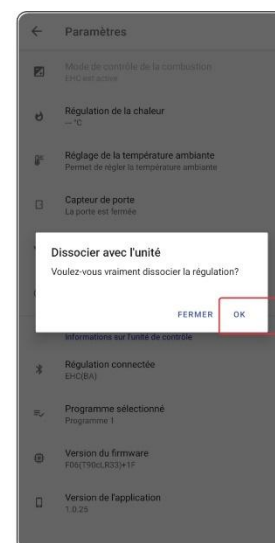 Paramètres
Mode de contrôle de la combustion
EHC est active
Régulation de la chaleur
-- °C
Réglage de la température ambiante
Permet de régler la température ambiante
Capteur de porte
La porte est fermée
Dissocier avec l'unité
Voulez-vous vraiment dissocier la régulation?
FERMER OK
Informations sur l'unité de contrôle
Régulation connectée
EHC(BA)
Programme sélectionné
Programme 1
Version du firmware
F06(T90cl,R33)+1F
Version de l'application
1.0.25